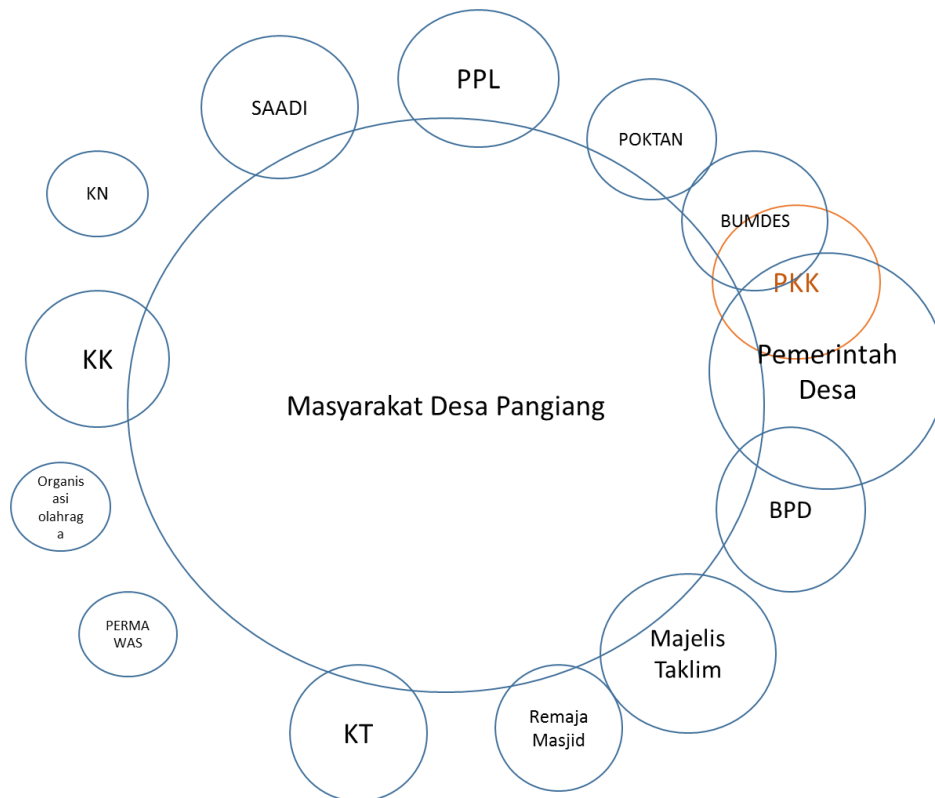 PPL
SAADI
POKTAN
KN
BUMDES
PKK
KK
Pemerintah
Desa
Masyarakat Desa Pangiang
Organis
asi
olahrag
a
BPD
PERMA
WAS
Majelis
Taklim
KT
Remaja
Masjid